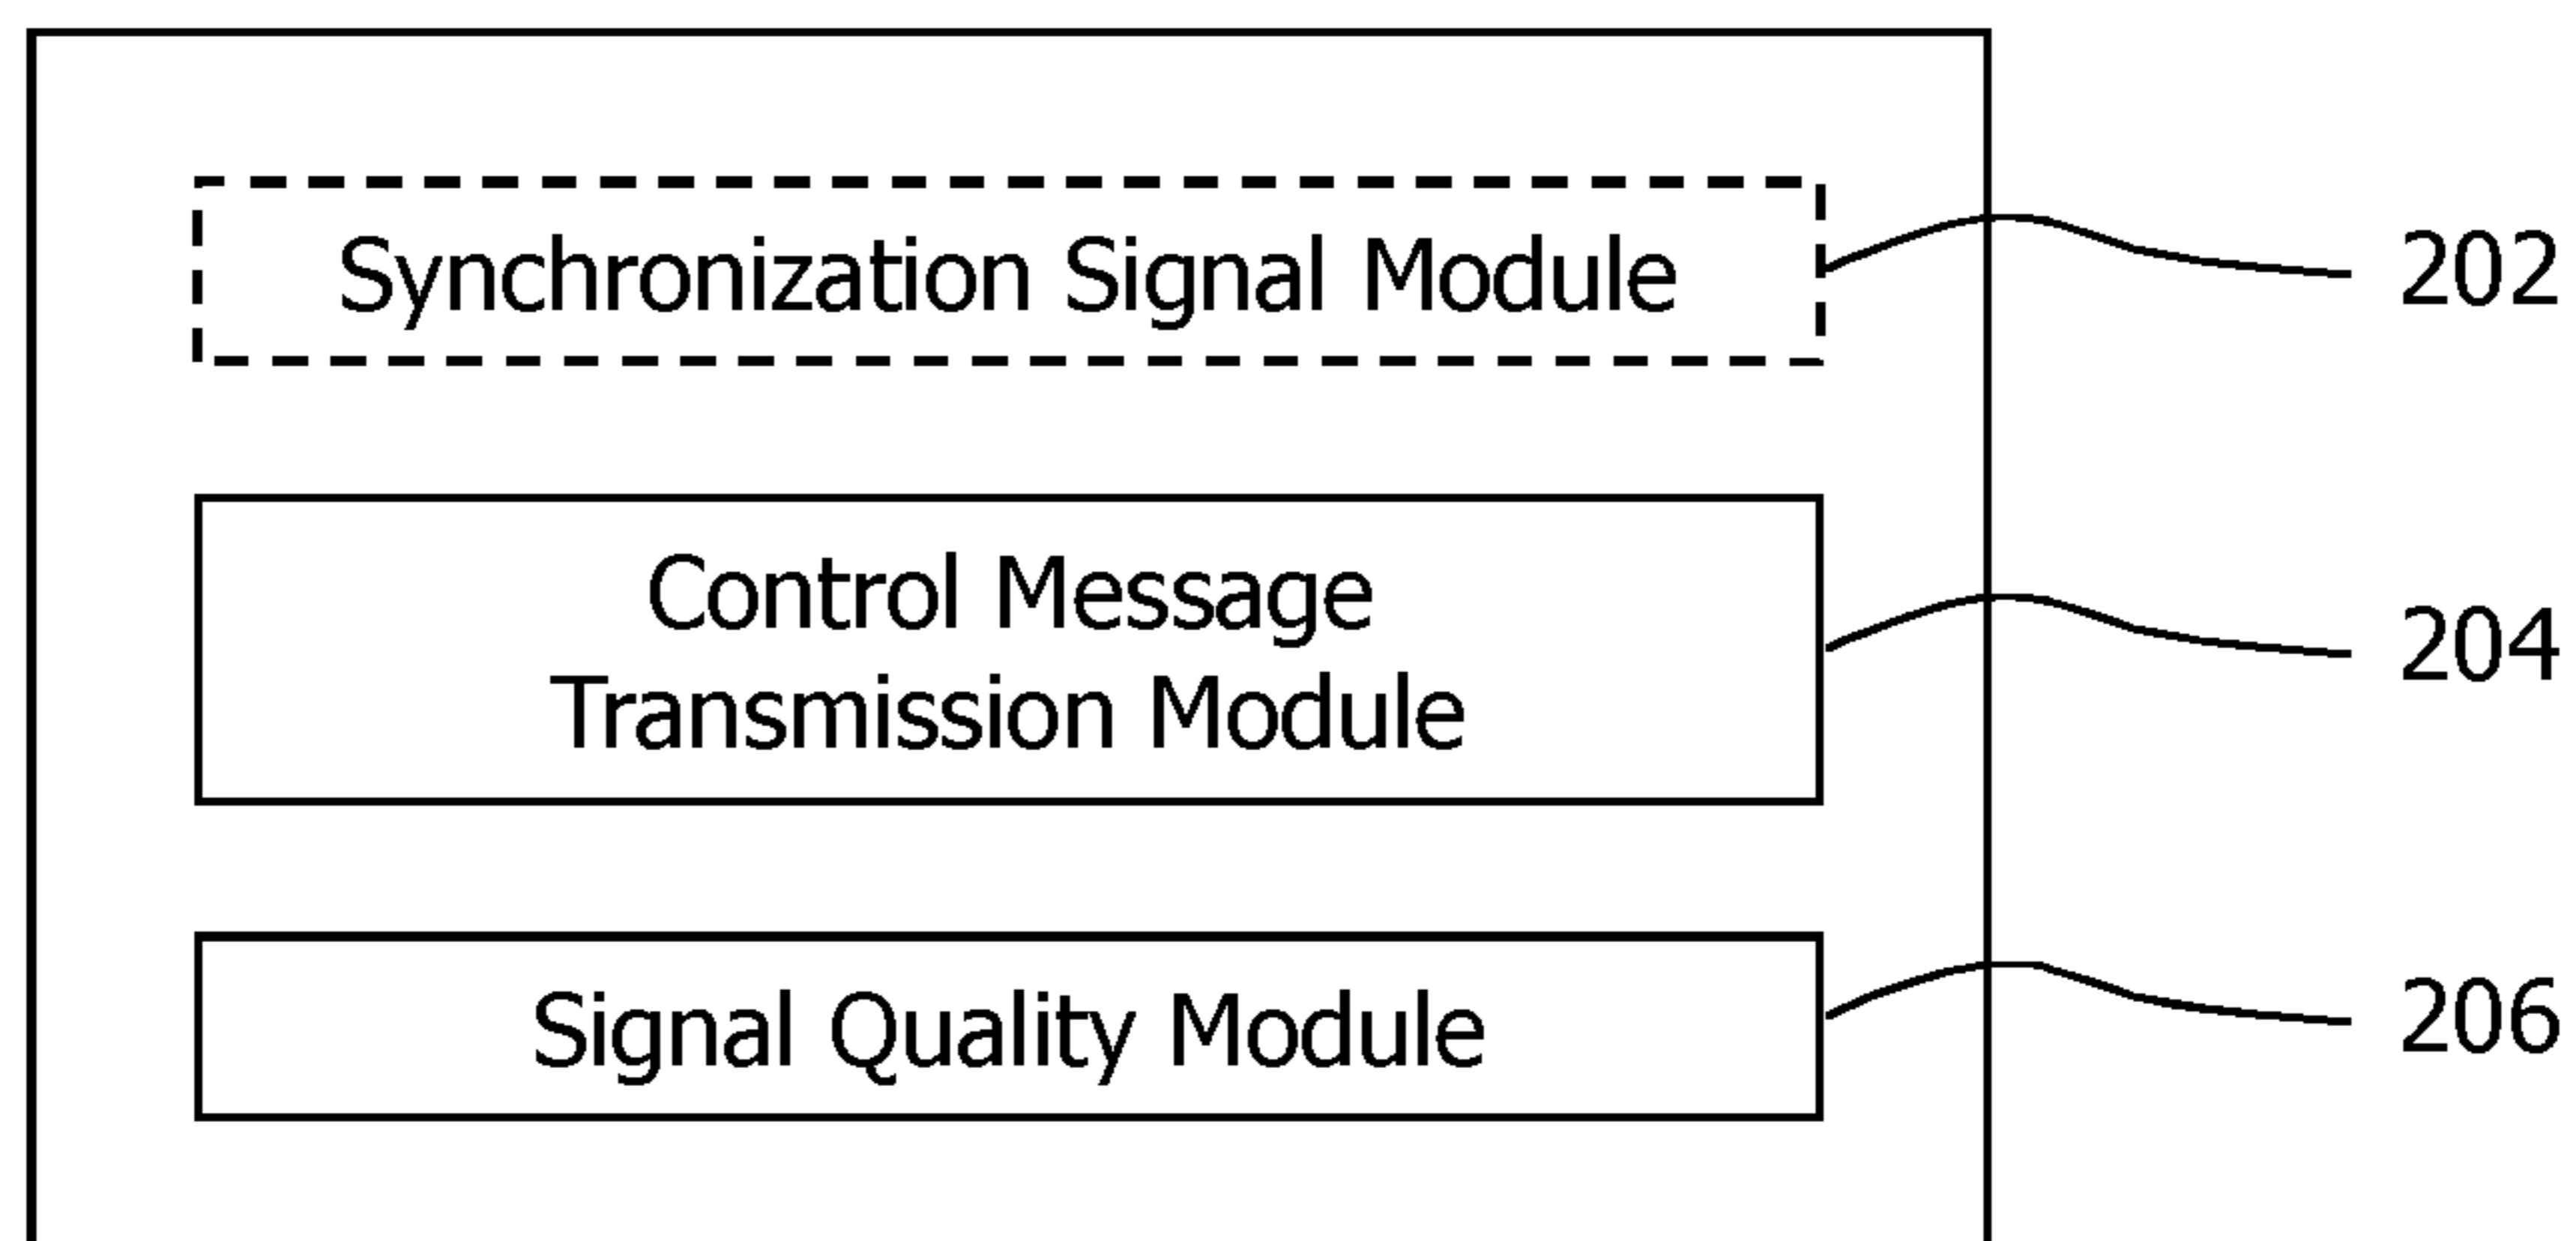 Synchronization Signal Module
202
Control Message
Transmission Module
204
Signal Quality Module
206